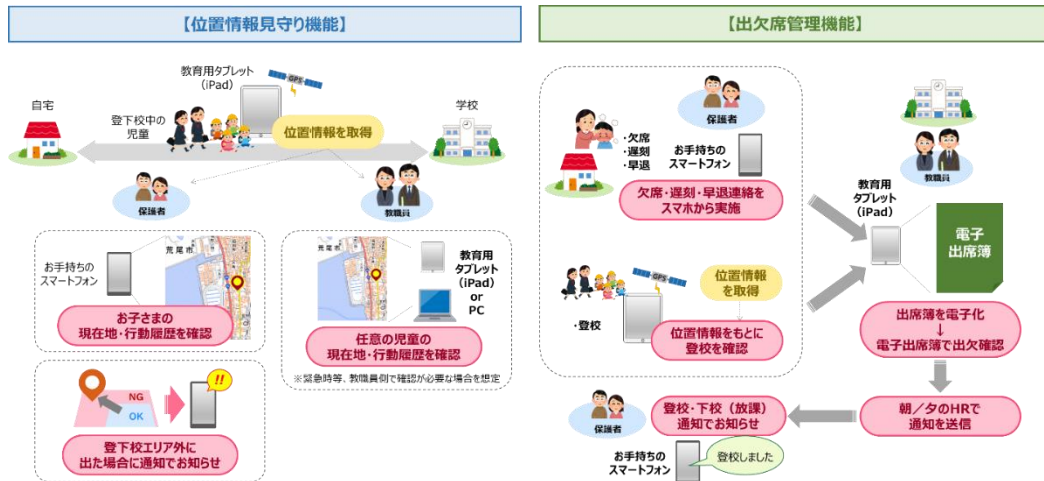 【位置情報見守り機能】
教育用タブレット
（iPad）
GPS
自宅
登下校中の
児童
位置情報を取得
学校
保護者
教職員
お手持ちの
スマートフォン
荒尾市
お子さまの
現在地・行動履歴を確認
荒尾市
教育用
タブレット
（iPad）
or
PC
任意の児童の
現在地・行動履歴を確認
※緊急時等、教職員側で確認が必要な場合を想定
NG
OK
!!
登下校エリア外に
出た場合に通知でお知らせ
【出欠席管理機能】
保護者
・欠席
・遅刻
・早退
お手持ちの
スマートフォン
欠席・遅刻・早退連絡を
スマホから実施
GPS
位置情報
を取得
・登校
位置情報をもとに
登校を確認
教職員
教育用
タブレット
（iPad）
電子
出席簿
出席簿を電子化
↓
電子出席簿で出欠確認
朝／夕のHRで
通知を送信
登校・下校（放課）
通知でお知らせ
保護者
お手持ちの
スマートフォン
登校しました